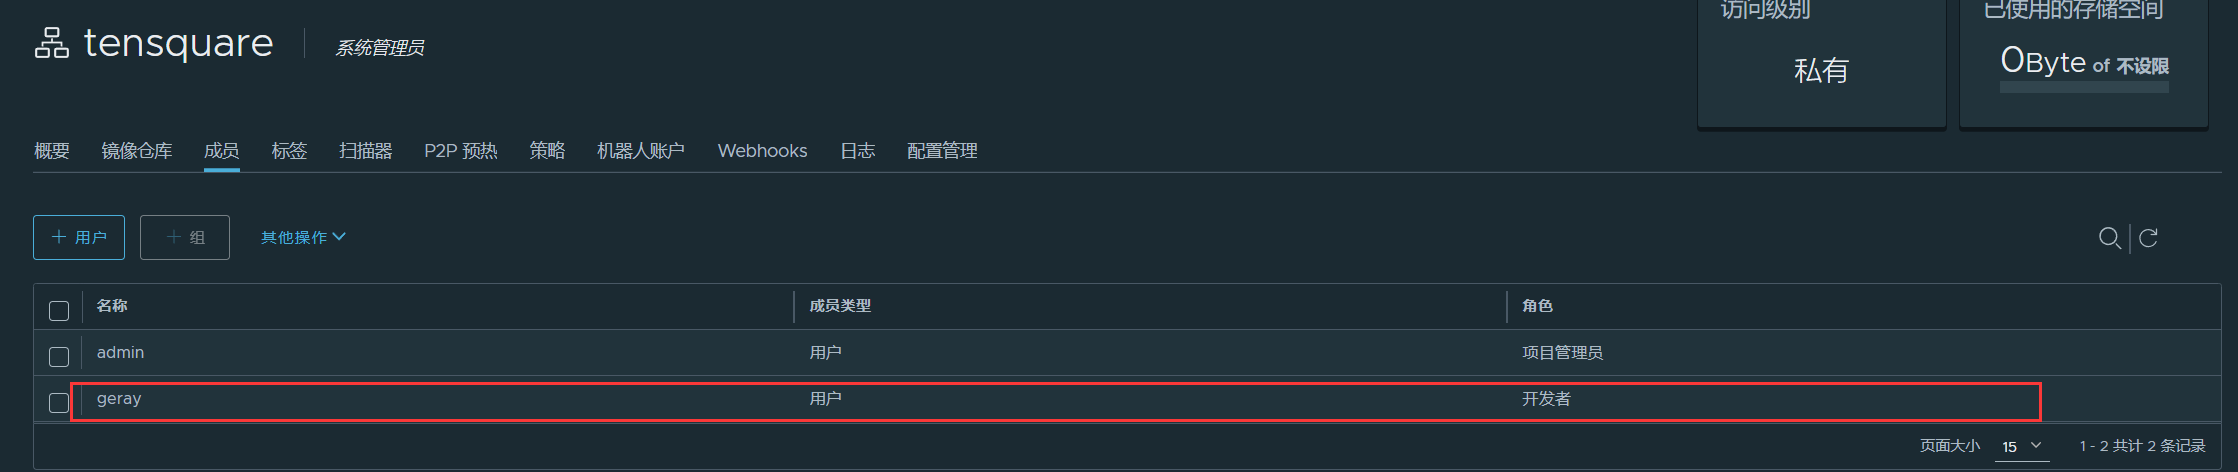 访问级别
已使用的存储空间
tensquare
系统管理员
私有
0Byte of 不设限
概要 镜像仓库 成员 标签 扫描器 P2P 预热 策略 机器人账户 Webhooks 日志 配置管理
+ 用户 + 组 其他操作
名称 成员类型 角色
admin 用户 项目管理员
geray 用户 开发者
页面大小 15 1 - 2 共计 2 条记录